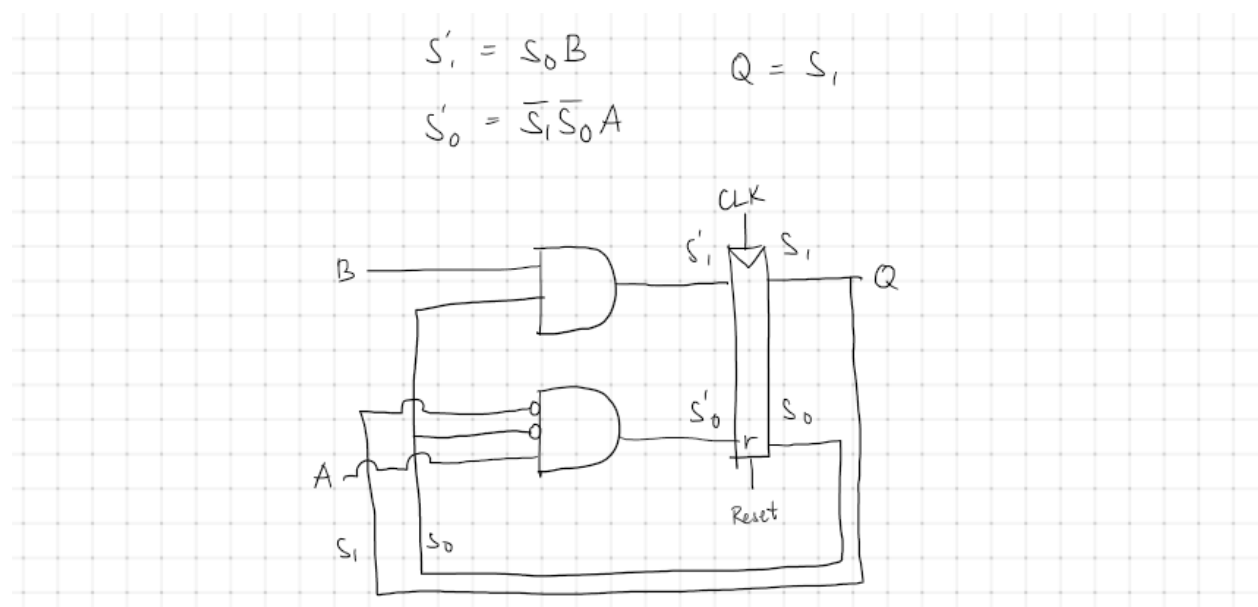 S'₁ = S₀B
Q = S₁
S'₀ = S̅₁S̅₀A
CLK
S'₁
S₁
B
Q
S'₀
S₀
r
A
Reset
S₁
S₀